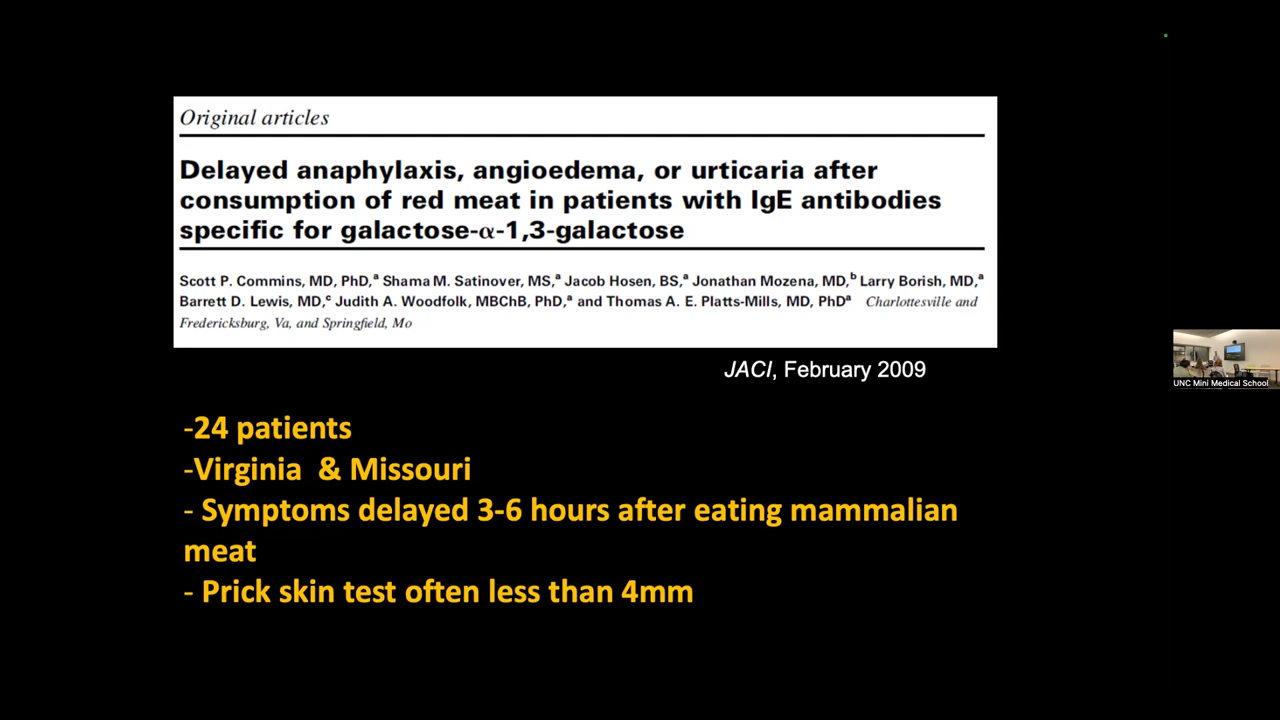 Original articles
Delayed anaphylaxis, angioedema, or urticaria after
consumption of red meat in patients with IgE antibodies
specific for galactose-α-1,3-galactose
Scott P. Commins, MD, PhD,a Shama M. Satinover, MS,a Jacob Hosen, BS,a Jonathan Mozena, MD,b Larry Borish, MD,a
Barrett D. Lewis, MD,c Judith A. Woodfolk, MBChB, PhD,a and Thomas A. E. Platts-Mills, MD, PhDa Charlottesville and
Fredericksburg, Va, and Springfield, Mo
JACI, February 2009
-24 patients
-Virginia & Missouri
- Symptoms delayed 3-6 hours after eating mammalian
meat
- Prick skin test often less than 4mm
UNC Mini Medical School